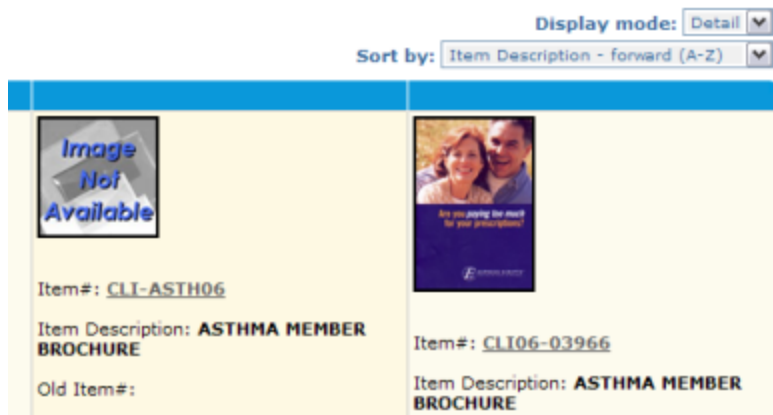 Display mode: Detail
Sort by: Item Description - forward (A-Z)
Image
Not
Available
Item#: CLI-ASTH06
Item Description: ASTHMA MEMBER
BROCHURE
Old Item#:
Are you paying too much
for your prescriptions?
Item#: CLI06-03966
Item Description: ASTHMA MEMBER
BROCHURE